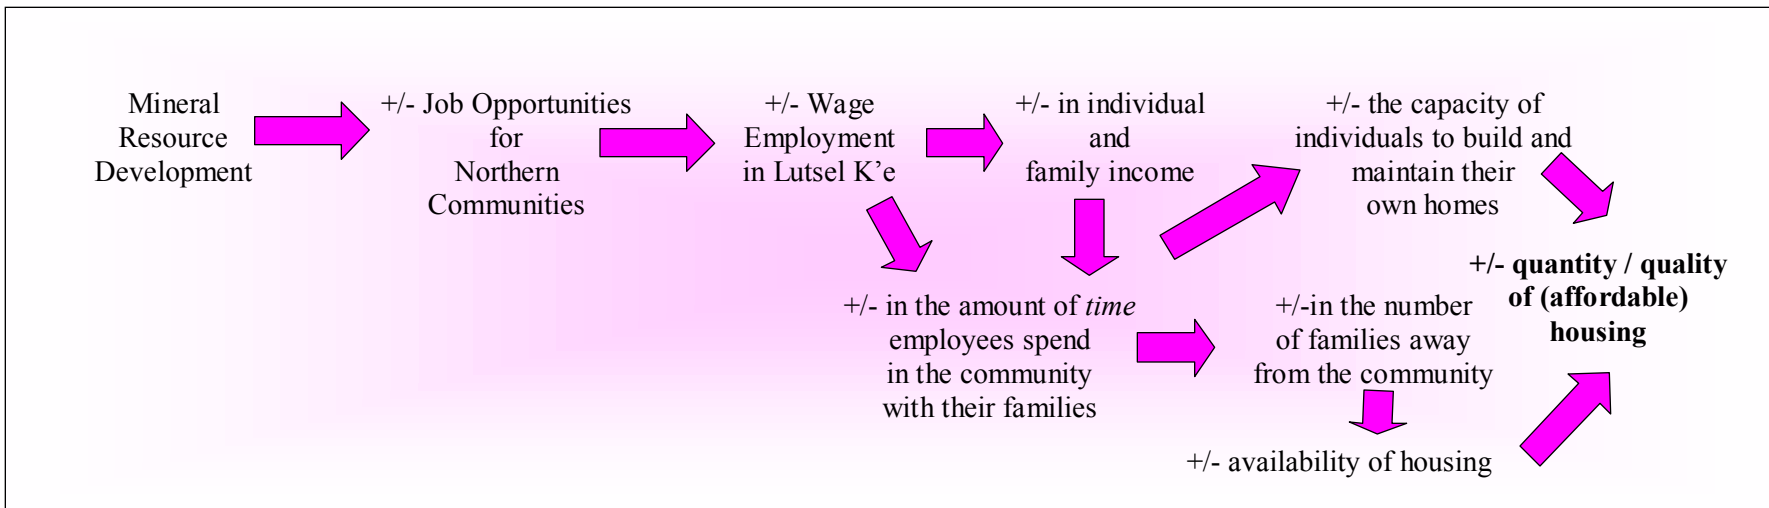 Mineral
Resource
Development
+/- Job Opportunities
for
Northern
Communities
+/- Wage
Employment
in Lutsel K’e
+/- in individual
and
family income
+/- the capacity of
individuals to build and
maintain their
own homes
+/- quantity / quality
of (affordable)
housing
+/- in the amount of time
employees spend
in the community
with their families
+/-in the number
of families away
from the community
+/- availability of housing